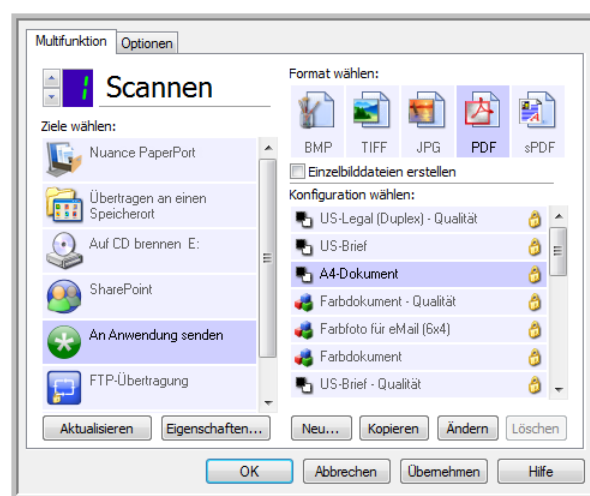 Multifunktion
Optionen
1 Scannen
Ziele wählen:
Nuance PaperPort
Übertragen an einen
Speicherort
Auf CD brennen E:
SharePoint
An Anwendung senden
FTP-Übertragung
Aktualisieren
Eigenschaften...
Format wählen:
BMP
TIFF
JPG
PDF
sPDF
Einzelbilddateien erstellen
Konfiguration wählen:
US-Legal (Duplex) - Qualität
US-Brief
A4-Dokument
Farbdokument - Qualität
Farbfoto für eMail (6x4)
Farbdokument
US-Brief - Qualität
Neu...
Kopieren
Ändern
Löschen
OK
Abbrechen
Übernehmen
Hilfe